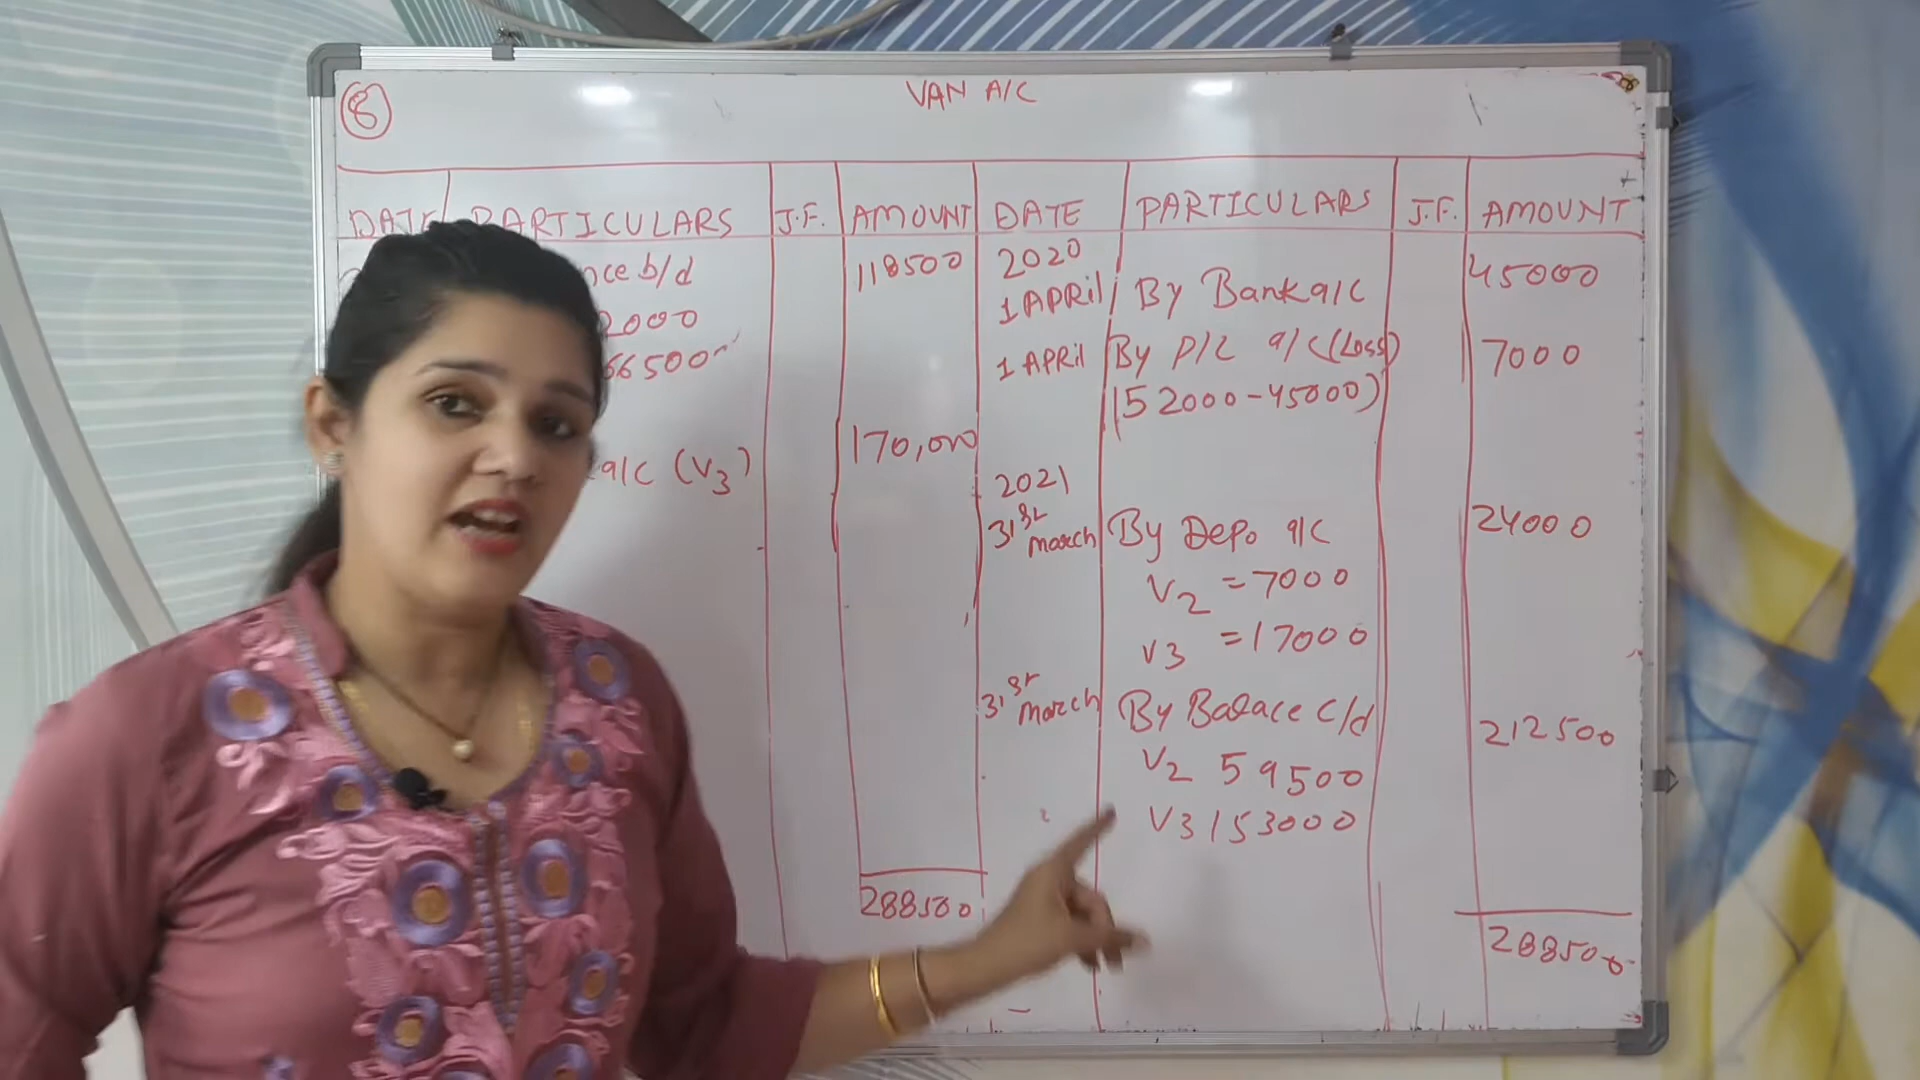 6
VAN A/C
DATE PARTICULARS J.F. AMOUNT DATE PARTICULARS J.F. AMOUNT
nce b/d 118500
2000
66500
a/c (V3) 170,000
288500
2020
1 APRil By Bank a/c 45000
1 APRil By P/L a/c (Loss) 7000
(52000-45000)
2021
31st march By Depo a/c 24000
V2 = 7000
V3 = 17000
31st march By Balace c/d 212500
V2 59500
V3 153000
288500